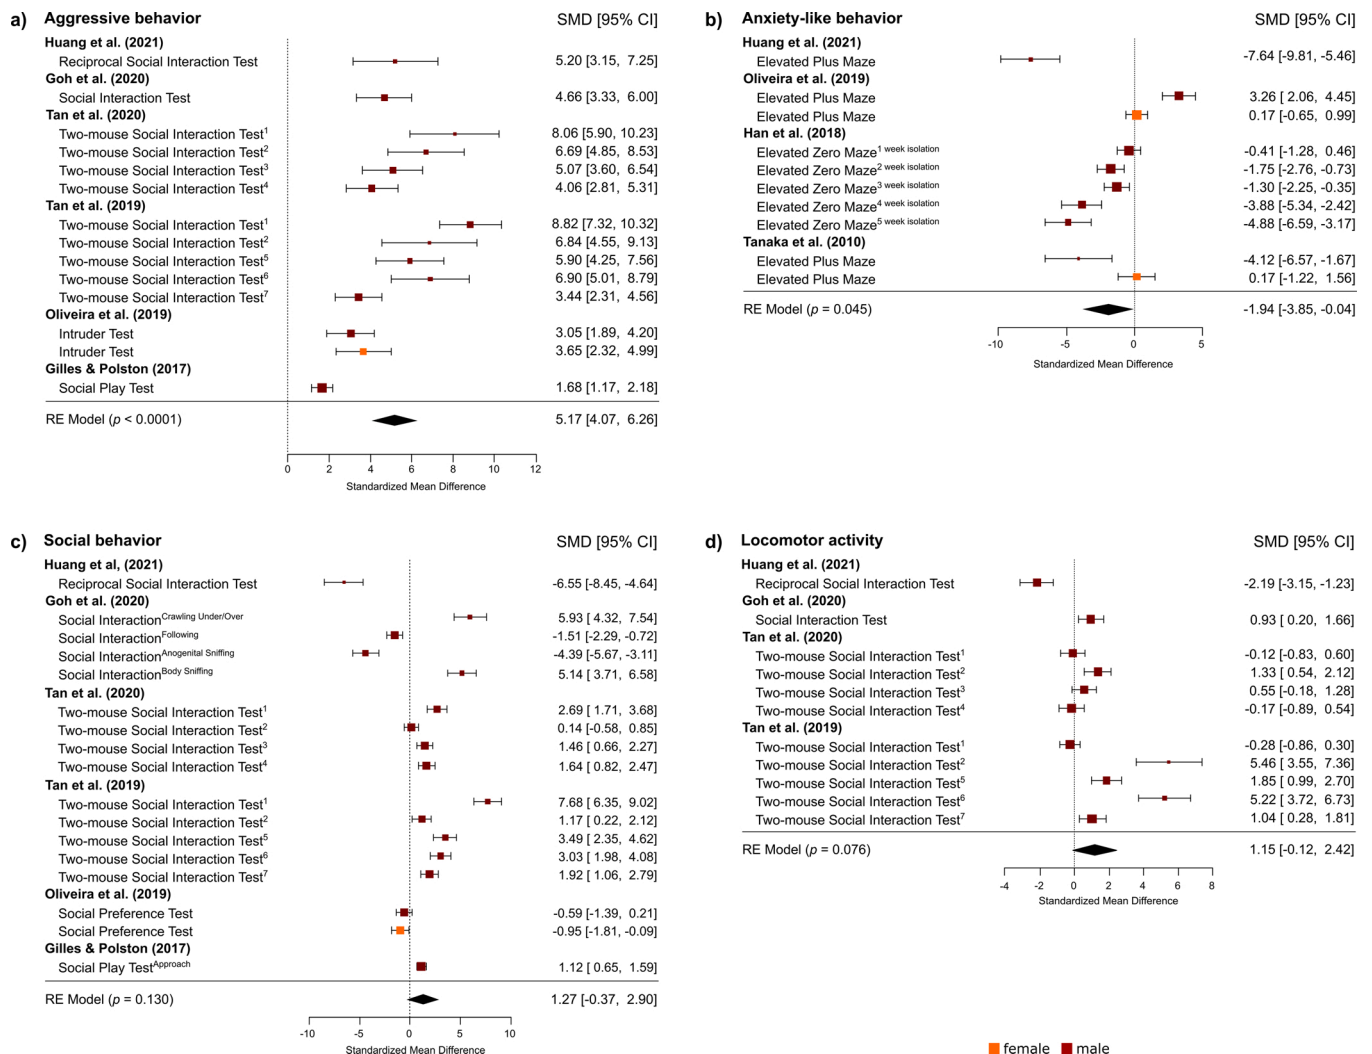 a) Aggressive behavior SMD [95% CI]
Huang et al. (2021)
Reciprocal Social Interaction Test 5.20 [3.15, 7.25]
Goh et al. (2020)
Social Interaction Test 4.66 [3.33, 6.00]
Tan et al. (2020)
Two-mouse Social Interaction Test¹ 8.06 [5.90, 10.23]
Two-mouse Social Interaction Test² 6.69 [4.85, 8.53]
Two-mouse Social Interaction Test³ 5.07 [3.60, 6.54]
Two-mouse Social Interaction Test⁴ 4.06 [2.81, 5.31]
Tan et al. (2019)
Two-mouse Social Interaction Test¹ 8.82 [7.32, 10.32]
Two-mouse Social Interaction Test² 6.84 [4.55, 9.13]
Two-mouse Social Interaction Test⁵ 5.90 [4.25, 7.56]
Two-mouse Social Interaction Test⁶ 6.90 [5.01, 8.79]
Two-mouse Social Interaction Test⁷ 3.44 [2.31, 4.56]
Oliveira et al. (2019)
Intruder Test 3.05 [1.89, 4.20]
Intruder Test 3.65 [2.32, 4.99]
Gilles & Polston (2017)
Social Play Test 1.68 [1.17, 2.18]
RE Model (p < 0.0001) 5.17 [4.07, 6.26]
0 2 4 6 8 10 12
Standardized Mean Difference
b) Anxiety-like behavior SMD [95% CI]
Huang et al. (2021)
Elevated Plus Maze -7.64 [-9.81, -5.46]
Oliveira et al. (2019)
Elevated Plus Maze 3.26 [ 2.06, 4.45]
Elevated Plus Maze 0.17 [-0.65, 0.99]
Han et al. (2018)
Elevated Zero Maze 1 week isolation -0.41 [-1.28, 0.46]
Elevated Zero Maze 2 week isolation -1.75 [-2.76, -0.73]
Elevated Zero Maze 3 week isolation -1.30 [-2.25, -0.35]
Elevated Zero Maze 4 week isolation -3.88 [-5.34, -2.42]
Elevated Zero Maze 5 week isolation -4.88 [-6.59, -3.17]
Tanaka et al. (2010)
Elevated Plus Maze -4.12 [-6.57, -1.67]
Elevated Plus Maze 0.17 [-1.22, 1.56]
RE Model (p = 0.045) -1.94 [-3.85, -0.04]
-10 -5 0 5
Standardized Mean Difference
c) Social behavior SMD [95% CI]
Huang et al, (2021)
Reciprocal Social Interaction Test -6.55 [-8.45, -4.64]
Goh et al. (2020)
Social Interaction Crawling Under/Over 5.93 [ 4.32, 7.54]
Social Interaction Following -1.51 [-2.29, -0.72]
Social Interaction Anogenital Sniffing -4.39 [-5.67, -3.11]
Social Interaction Body Sniffing 5.14 [ 3.71, 6.58]
Tan et al. (2020)
Two-mouse Social Interaction Test¹ 2.69 [ 1.71, 3.68]
Two-mouse Social Interaction Test² 0.14 [-0.58, 0.85]
Two-mouse Social Interaction Test³ 1.46 [ 0.66, 2.27]
Two-mouse Social Interaction Test⁴ 1.64 [ 0.82, 2.47]
Tan et al. (2019)
Two-mouse Social Interaction Test¹ 7.68 [ 6.35, 9.02]
Two-mouse Social Interaction Test² 1.17 [ 0.22, 2.12]
Two-mouse Social Interaction Test⁵ 3.49 [ 2.35, 4.62]
Two-mouse Social Interaction Test⁶ 3.03 [ 1.98, 4.08]
Two-mouse Social Interaction Test⁷ 1.92 [ 1.06, 2.79]
Oliveira et al. (2019)
Social Preference Test -0.59 [-1.39, 0.21]
Social Preference Test -0.95 [-1.81, -0.09]
Gilles & Polston (2017)
Social Play Test Approach 1.12 [ 0.65, 1.59]
RE Model (p = 0.130) 1.27 [-0.37, 2.90]
-10 -5 0 5 10
Standardized Mean Difference
d) Locomotor activity SMD [95% CI]
Huang et al. (2021)
Reciprocal Social Interaction Test -2.19 [-3.15, -1.23]
Goh et al. (2020)
Social Interaction Test 0.93 [ 0.20, 1.66]
Tan et al. (2020)
Two-mouse Social Interaction Test¹ -0.12 [-0.83, 0.60]
Two-mouse Social Interaction Test² 1.33 [ 0.54, 2.12]
Two-mouse Social Interaction Test³ 0.55 [-0.18, 1.28]
Two-mouse Social Interaction Test⁴ -0.17 [-0.89, 0.54]
Tan et al. (2019)
Two-mouse Social Interaction Test¹ -0.28 [-0.86, 0.30]
Two-mouse Social Interaction Test² 5.46 [ 3.55, 7.36]
Two-mouse Social Interaction Test⁵ 1.85 [ 0.99, 2.70]
Two-mouse Social Interaction Test⁶ 5.22 [ 3.72, 6.73]
Two-mouse Social Interaction Test⁷ 1.04 [ 0.28, 1.81]
RE Model (p = 0.076) 1.15 [-0.12, 2.42]
-4 -2 0 2 4 6 8
Standardized Mean Difference
female male